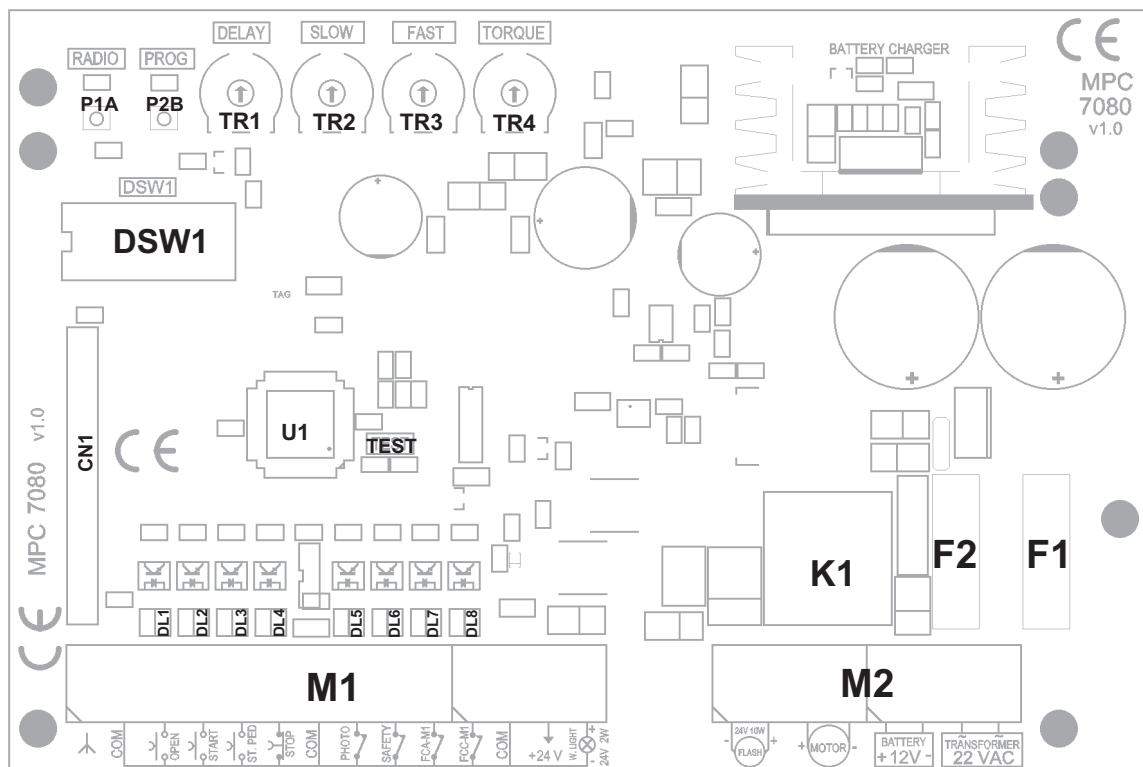 DELAY SLOW FAST TORQUE
RADIO PROG
P1A P2B
TR1 TR2 TR3 TR4
BATTERY CHARGER
CE
MPC
7080
v1.0
DSW1
DSW1
TAG
CN1
MPC 7080 v1.0
CE
U1
TEST
K1 F2 F1
DL1 DL2 DL3 DL4 DL5 DL6 DL7 DL8
CE
M1 M2
COM
OPEN
START
ST. PED
STOP
COM
PHOTO
SAFETY
FCA-M1
FCC-M1
COM
+24 V
W. LIGHT
- +
24V 2W
24V 10W
- +
FLASH
+ MOTOR -
BATTERY
+ 12V -
TRANSFORMER
~ ~
22 VAC